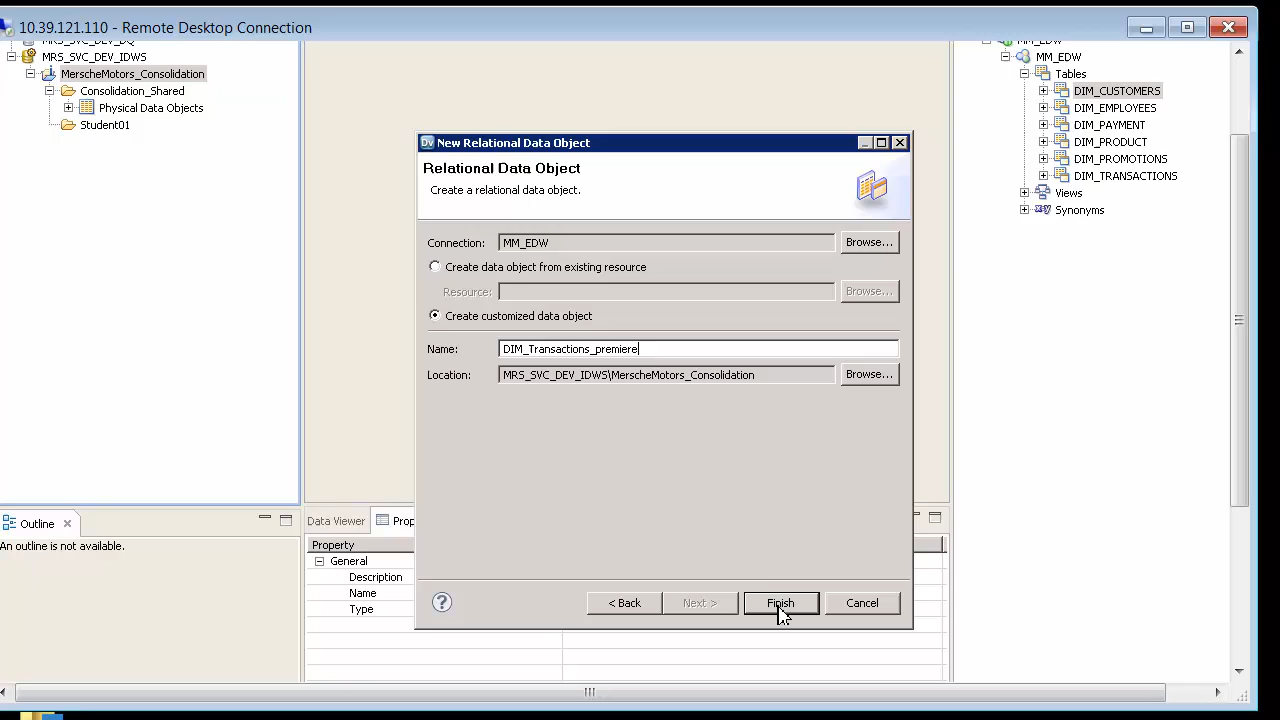 10.39.121.110 - Remote Desktop Connection
MRS_SVC_DEV_DQ
MRS_SVC_DEV_IDWS
MerscheMotors_Consolidation
Consolidation_Shared
Physical Data Objects
Student01
MM_EDW
MM_EDW
Tables
DIM_CUSTOMERS
DIM_EMPLOYEES
DIM_PAYMENT
DIM_PRODUCT
DIM_PROMOTIONS
DIM_TRANSACTIONS
Views
Synonyms
Dv New Relational Data Object
Relational Data Object
Create a relational data object.
Connection: MM_EDW Browse...
Create data object from existing resource
Resource: Browse...
Create customized data object
Name: DIM_Transactions_premiere
Location: MRS_SVC_DEV_IDWS\MerscheMotors_Consolidation Browse...
? < Back Next > Finish Cancel
Outline
An outline is not available.
Data Viewer Prop
Property
General
Description
Name
Type